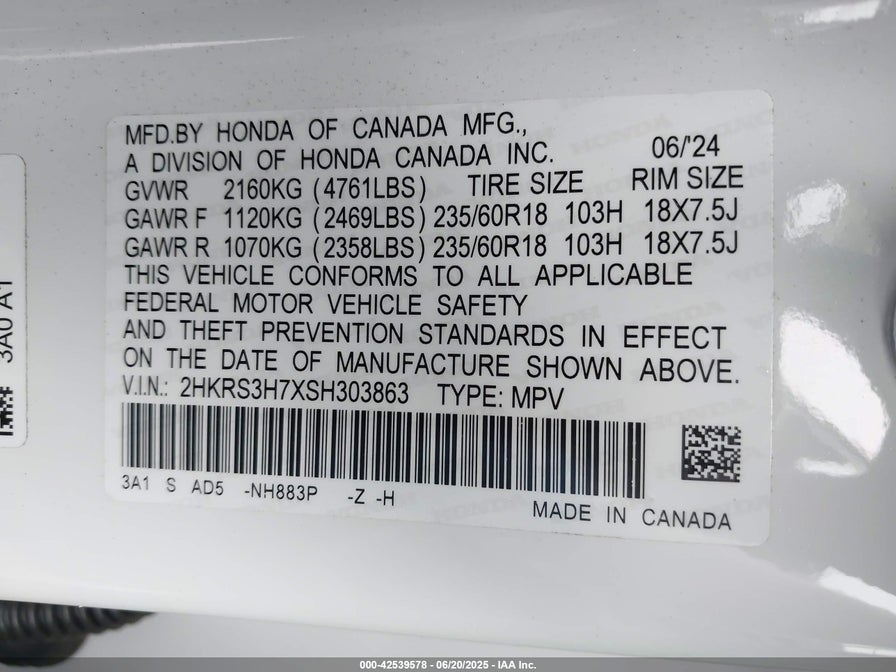 MFD.BY HONDA OF CANADA MFG.,
A DIVISION OF HONDA CANADA INC. 06/'24
GVWR 2160KG (4761LBS) TIRE SIZE RIM SIZE
GAWR F 1120KG (2469LBS) 235/60R18 103H 18X7.5J
GAWR R 1070KG (2358LBS) 235/60R18 103H 18X7.5J
THIS VEHICLE CONFORMS TO ALL APPLICABLE
FEDERAL MOTOR VEHICLE SAFETY
AND THEFT PREVENTION STANDARDS IN EFFECT
ON THE DATE OF MANUFACTURE SHOWN ABOVE.
V.I.N.: 2HKRS3H7XSH303863 TYPE: MPV
3A1 S AD5 -NH883P -Z -H
MADE IN CANADA
3A0 A1
000-42539578 - 06/20/2025 - IAA Inc.